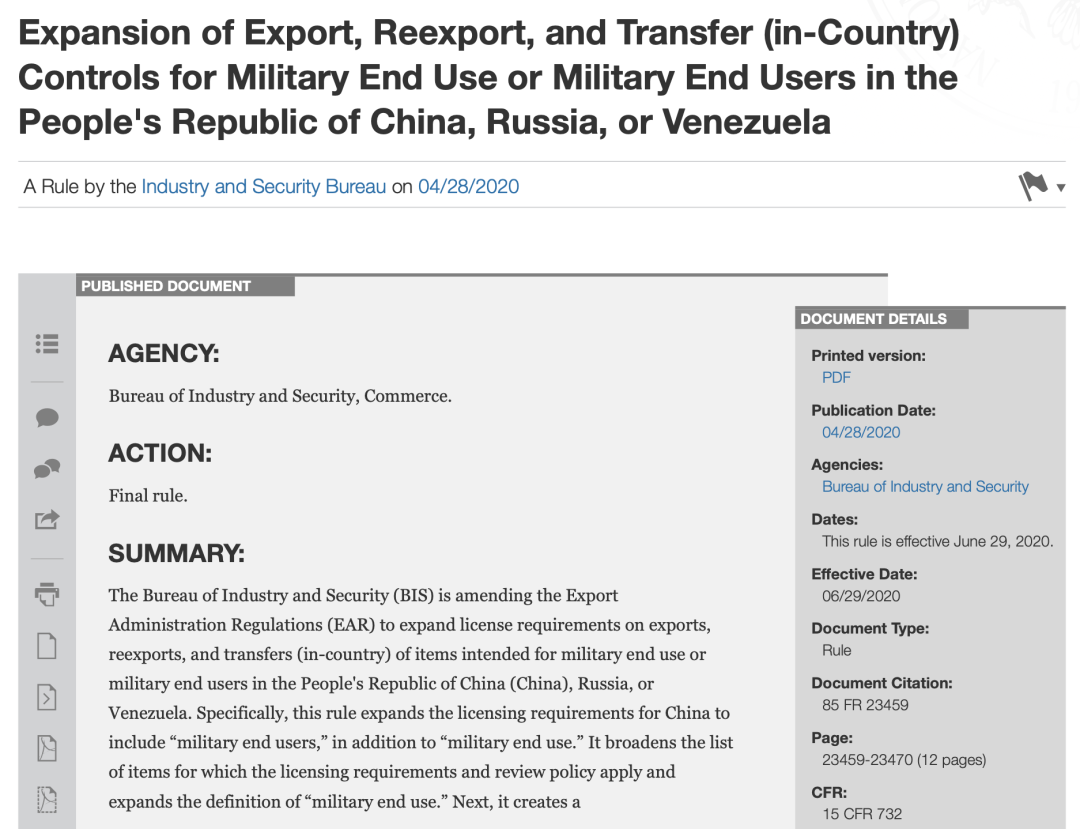 Expansion of Export, Reexport, and Transfer (in-Country)
Controls for Military End Use or Military End Users in the
People's Republic of China, Russia, or Venezuela
A Rule by the Industry and Security Bureau on 04/28/2020
PUBLISHED DOCUMENT
AGENCY:
Bureau of Industry and Security, Commerce.
ACTION:
Final rule.
SUMMARY:
The Bureau of Industry and Security (BIS) is amending the Export
Administration Regulations (EAR) to expand license requirements on exports,
reexports, and transfers (in-country) of items intended for military end use or
military end users in the People's Republic of China (China), Russia, or
Venezuela. Specifically, this rule expands the licensing requirements for China to
include “military end users,” in addition to “military end use.” It broadens the list
of items for which the licensing requirements and review policy apply and
expands the definition of “military end use.” Next, it creates a
DOCUMENT DETAILS
Printed version:
PDF
Publication Date:
04/28/2020
Agencies:
Bureau of Industry and Security
Dates:
This rule is effective June 29, 2020.
Effective Date:
06/29/2020
Document Type:
Rule
Document Citation:
85 FR 23459
Page:
23459-23470 (12 pages)
CFR:
15 CFR 732